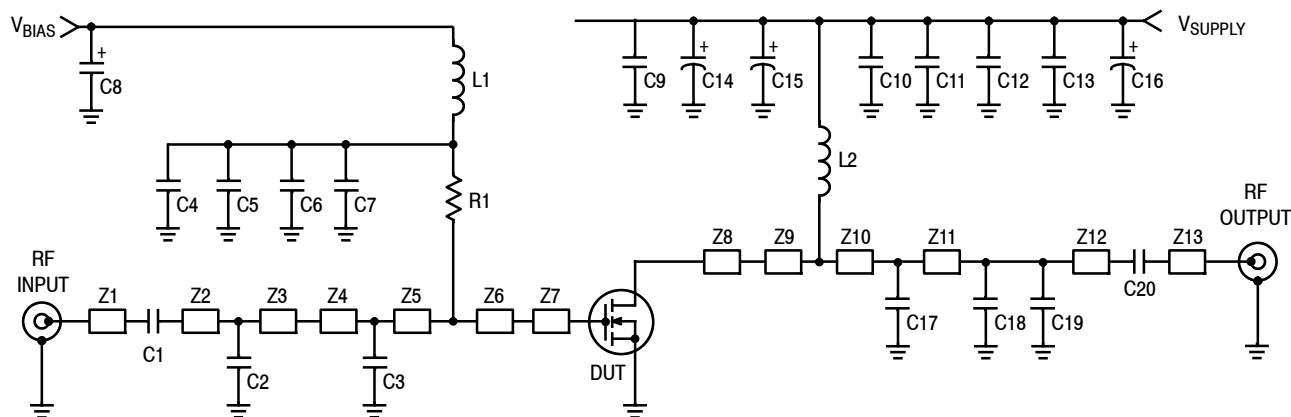 VBIAS
+
C8
L1
C4
C5
C6
C7
R1
RF
INPUT
Z1
C1
Z2
Z3
Z4
Z5
Z6
Z7
C2
C3
DUT
VSUPPLY
C9
+
C14
+
C15
C10
C11
C12
C13
+
C16
L2
Z8
Z9
Z10
Z11
Z12
Z13
C17
C18
C19
C20
RF
OUTPUT